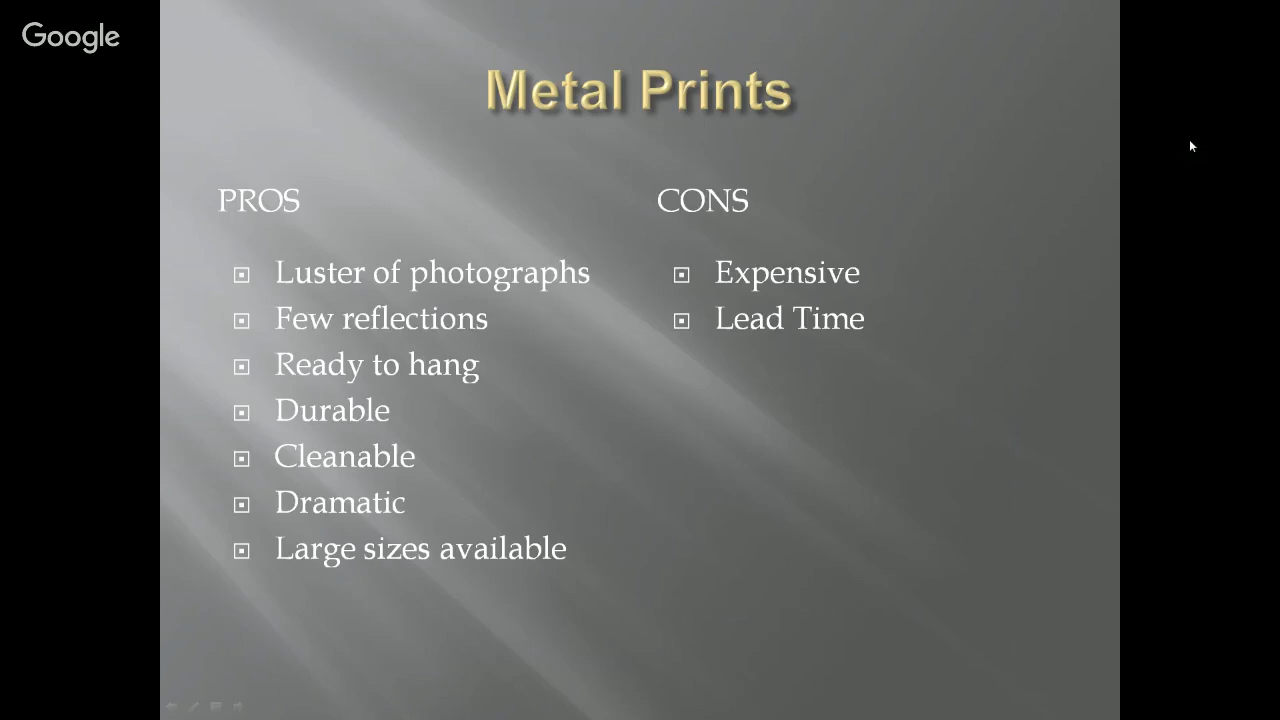 Google
Metal Prints
PROS
Luster of photographs
Few reflections
Ready to hang
Durable
Cleanable
Dramatic
Large sizes available
CONS
Expensive
Lead Time